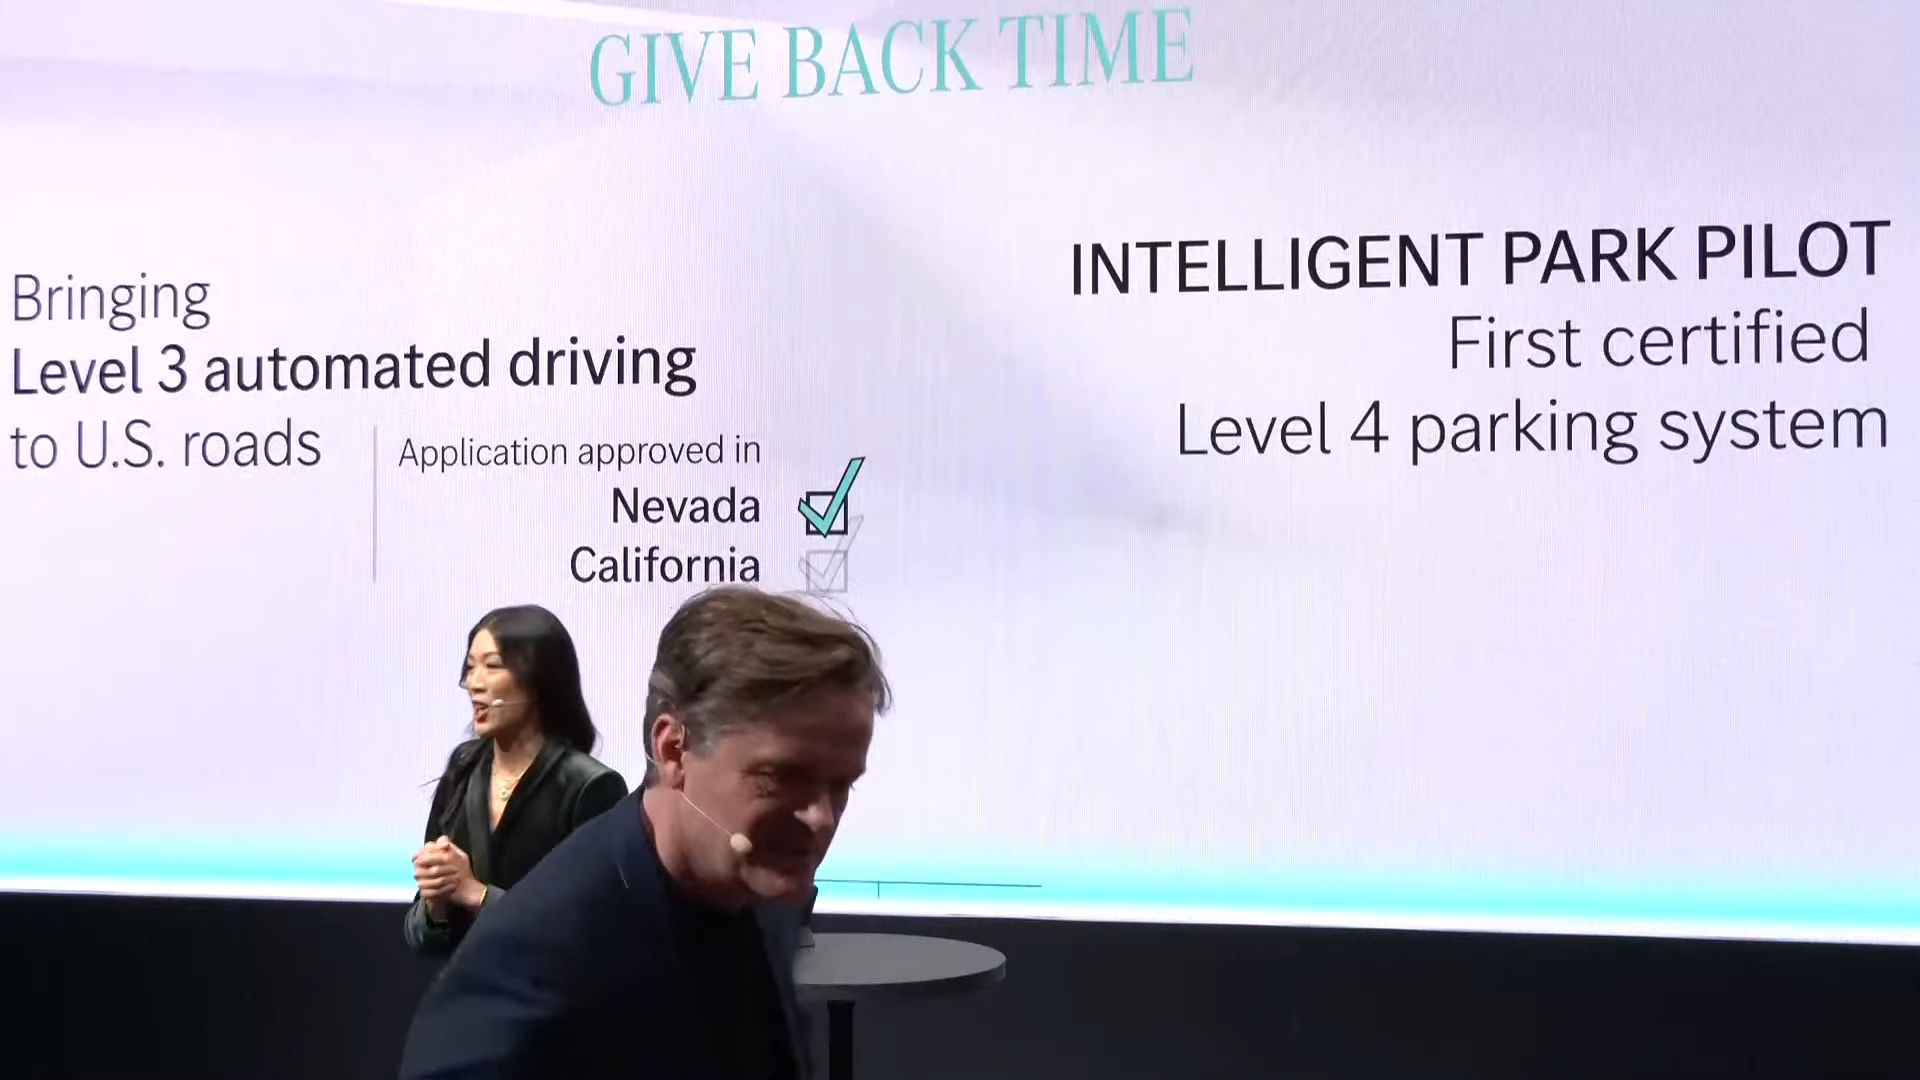 GIVE BACK TIME
Bringing
Level 3 automated driving
to U.S. roads
Application approved in
Nevada
California
INTELLIGENT PARK PILOT
First certified
Level 4 parking system